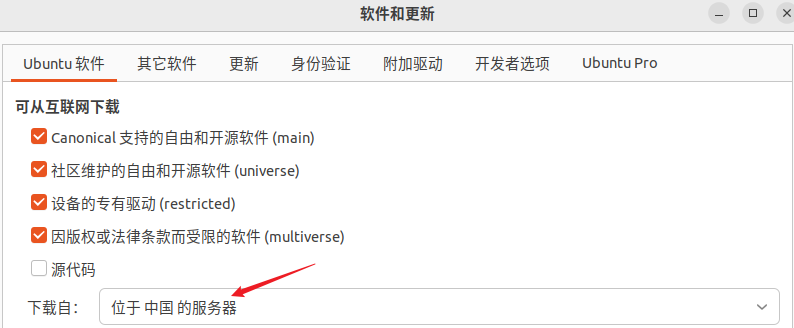 软件和更新
Ubuntu 软件 其它软件 更新 身份验证 附加驱动 开发者选项 Ubuntu Pro
可从互联网下载
Canonical 支持的自由和开源软件 (main)
社区维护的自由和开源软件 (universe)
设备的专有驱动 (restricted)
因版权或法律条款而受限的软件 (multiverse)
源代码
下载自： 位于 中国 的服务器